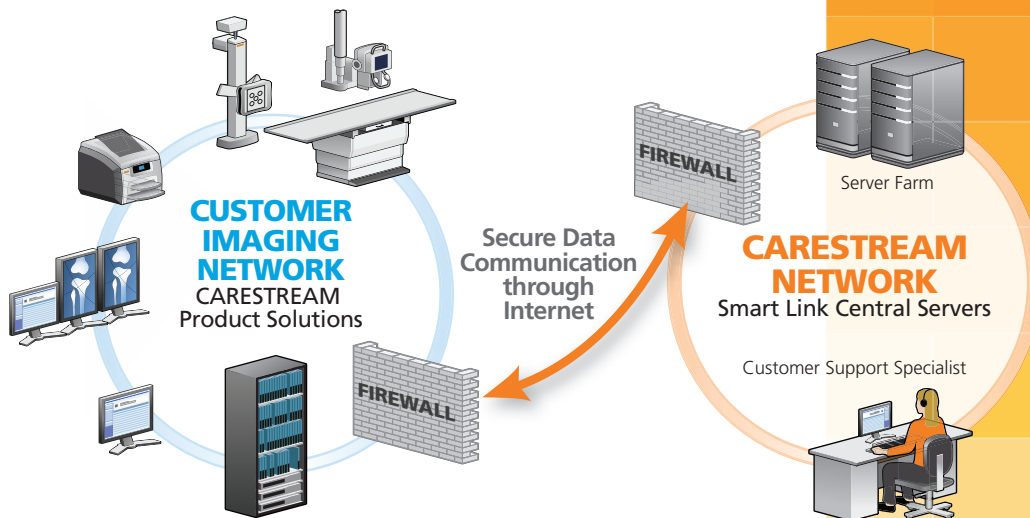 CUSTOMER
IMAGING
NETWORK
CARESTREAM
Product Solutions
FIREWALL
Secure Data
Communication
through
Internet
FIREWALL
Server Farm
CARESTREAM
NETWORK
Smart Link Central Servers
Customer Support Specialist